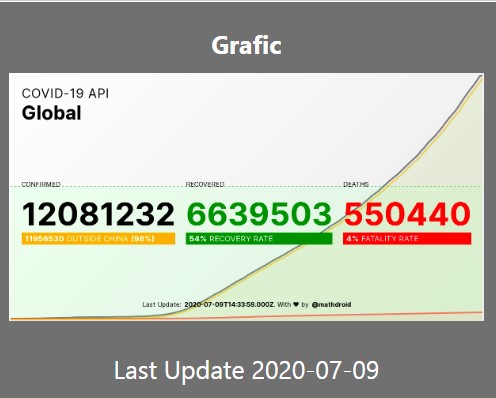 Grafic
COVID-19 API
Global
CONFIRMED RECOVERED DEATHS
12081232 6639503 550440
11956530 OUTSIDE CHINA (98%) 54% RECOVERY RATE 4% FATALITY RATE
Last Update: 2020-07-09T14:33:59.000Z. With ♥ by @mathdroid
Last Update 2020-07-09